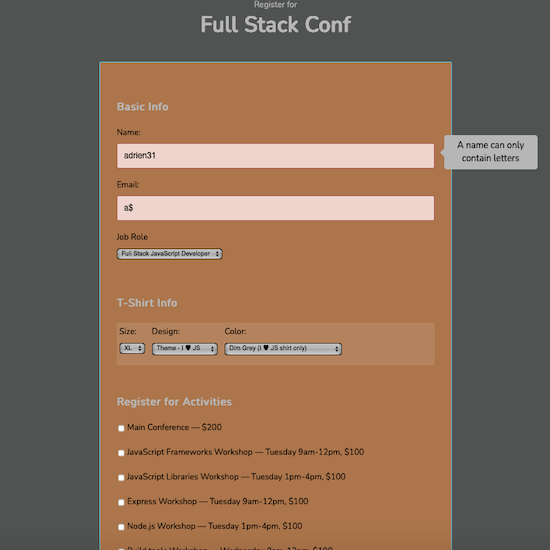 Register for
Full Stack Conf
Basic Info
Name:
adrien31
A name can only
contain letters
Email:
a$
Job Role
Full Stack JavaScript Developer
T-Shirt Info
Size: Design: Color:
XL Theme - I ♥ JS Dim Grey (I ♥ JS shirt only)
Register for Activities
Main Conference — $200
JavaScript Frameworks Workshop — Tuesday 9am-12pm, $100
JavaScript Libraries Workshop — Tuesday 1pm-4pm, $100
Express Workshop — Tuesday 9am-12pm, $100
Node.js Workshop — Tuesday 1pm-4pm, $100